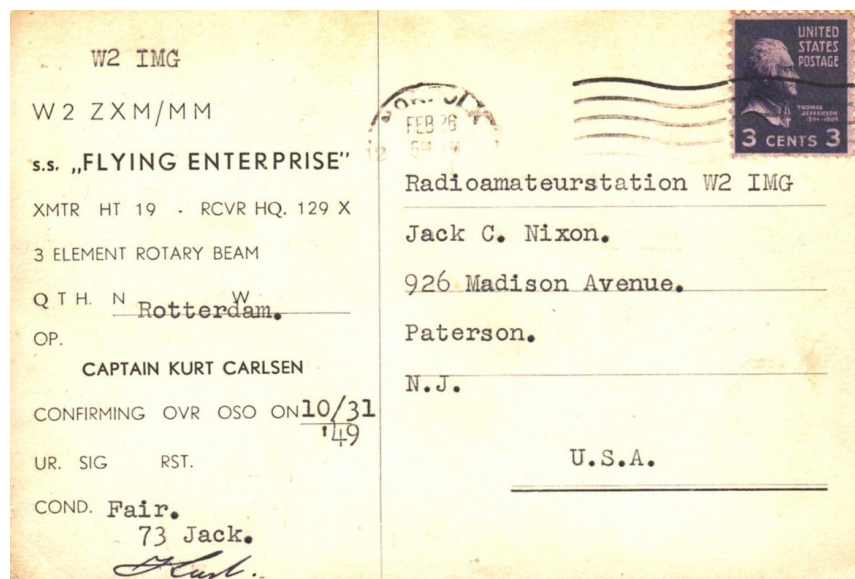 W2 IMG
W2 ZXM/MM
S.S. „FLYING ENTERPRISE”
XMTR HT 19 - RCVR HQ. 129 X
3 ELEMENT ROTARY BEAM
QTH. N W
Rotterdam.
OP.
CAPTAIN KURT CARLSEN
CONFIRMING OVR OSO ON 10/31
'49
UR. SIG RST.
COND. Fair.
73 Jack.
Kurt.
FEB 26
UNITED
STATES
POSTAGE
THOMAS
JEFFERSON
3 CENTS 3
Radioamateurstation W2 IMG
Jack C. Nixon.
926 Madison Avenue.
Paterson.
N.J.
U.S.A.